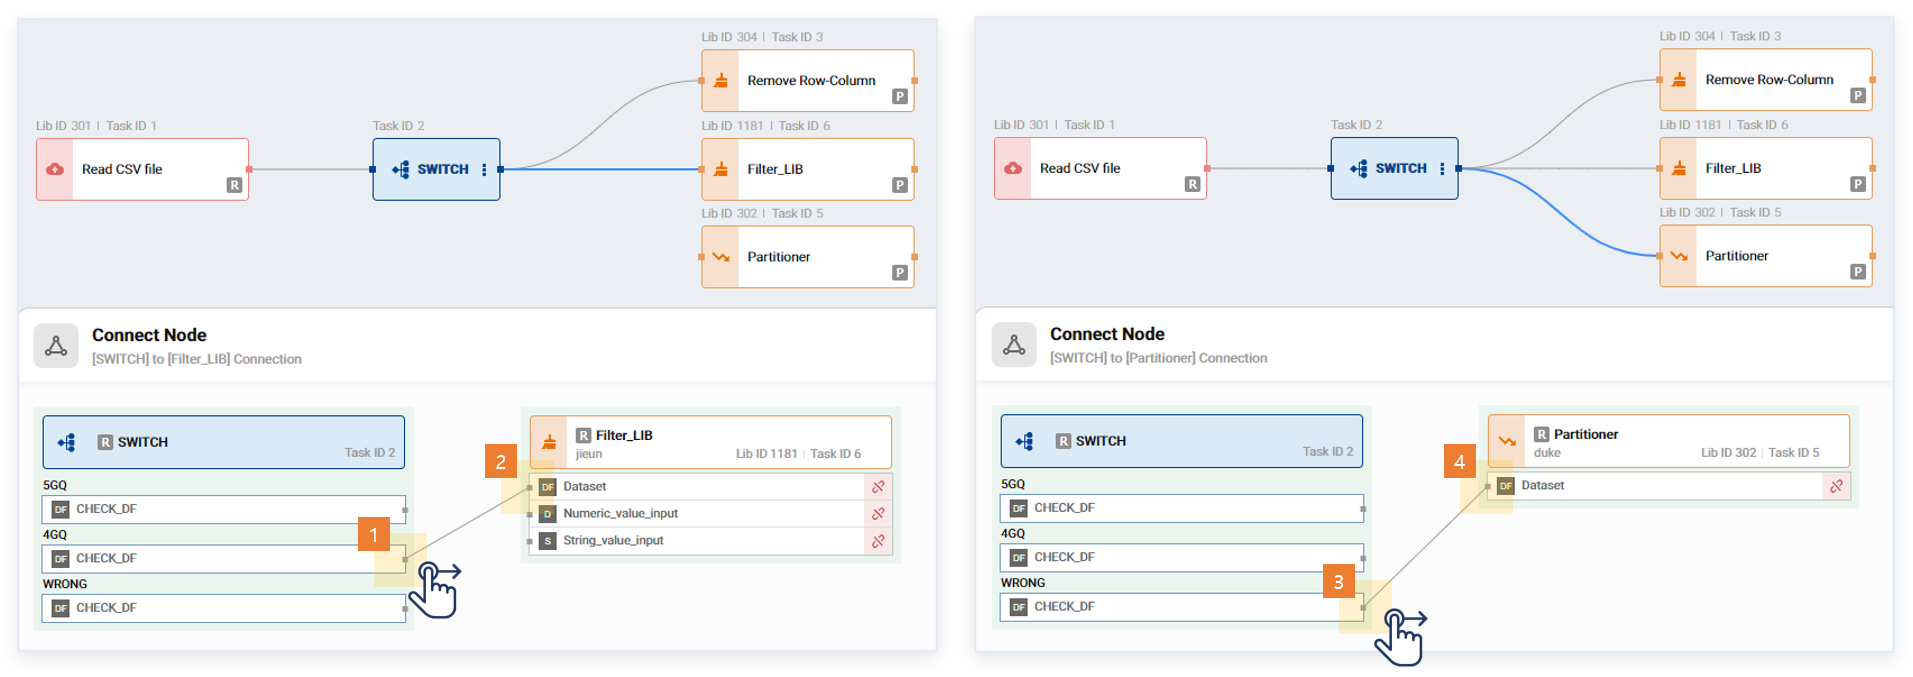 Lib ID 304 | Task ID 3
Remove Row-Column
P
Lib ID 301 | Task ID 1
Read CSV file
R
Task ID 2
SWITCH
Lib ID 1181 | Task ID 6
Filter_LIB
P
Lib ID 302 | Task ID 5
Partitioner
P
Connect Node
[SWITCH] to [Filter_LIB] Connection
R SWITCH
Task ID 2
5GQ
DF CHECK_DF
4GQ
DF CHECK_DF
WRONG
DF CHECK_DF
1
2
R Filter_LIB
jieun
Lib ID 1181 | Task ID 6
DF Dataset
D Numeric_value_input
S String_value_input
Lib ID 304 | Task ID 3
Remove Row-Column
P
Lib ID 301 | Task ID 1
Read CSV file
R
Task ID 2
SWITCH
Lib ID 1181 | Task ID 6
Filter_LIB
P
Lib ID 302 | Task ID 5
Partitioner
P
Connect Node
[SWITCH] to [Partitioner] Connection
R SWITCH
Task ID 2
5GQ
DF CHECK_DF
4GQ
DF CHECK_DF
WRONG
DF CHECK_DF
3
4
R Partitioner
duke
Lib ID 302 | Task ID 5
DF Dataset